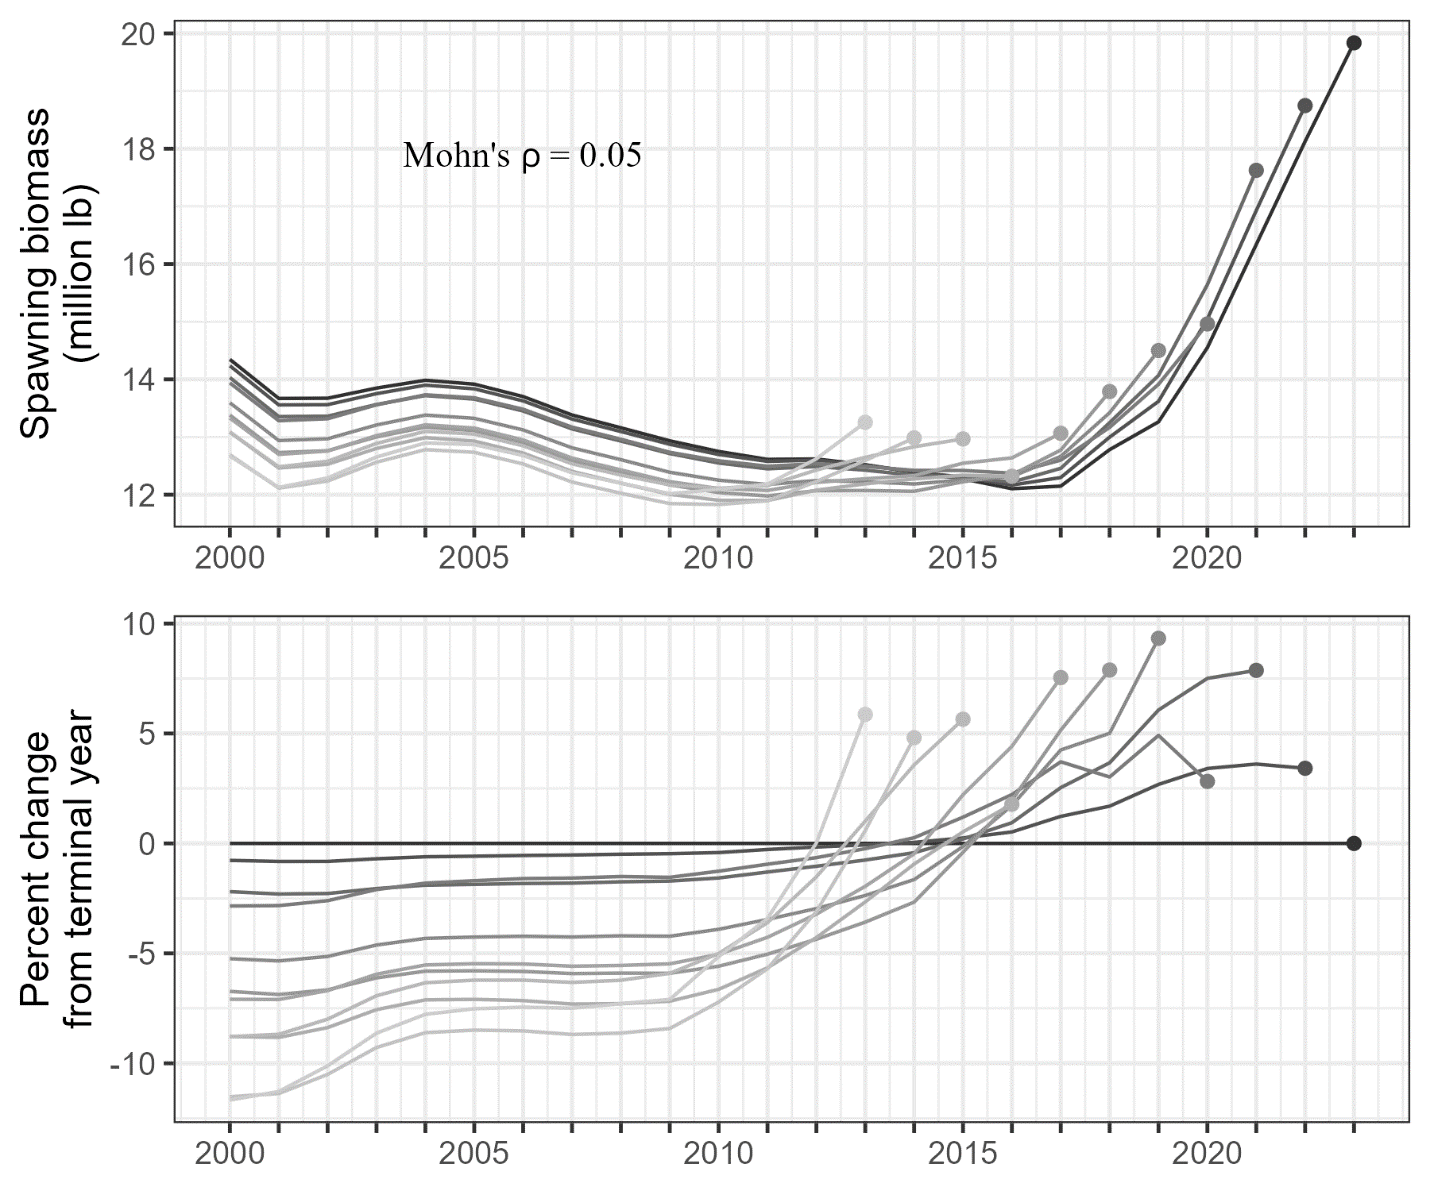 Spawning biomass
(million lb)
20
18
16
14
12
Mohn's ρ = 0.05
2000 2005 2010 2015 2020
Percent change
from terminal year
10
5
0
-5
-10
2000 2005 2010 2015 2020